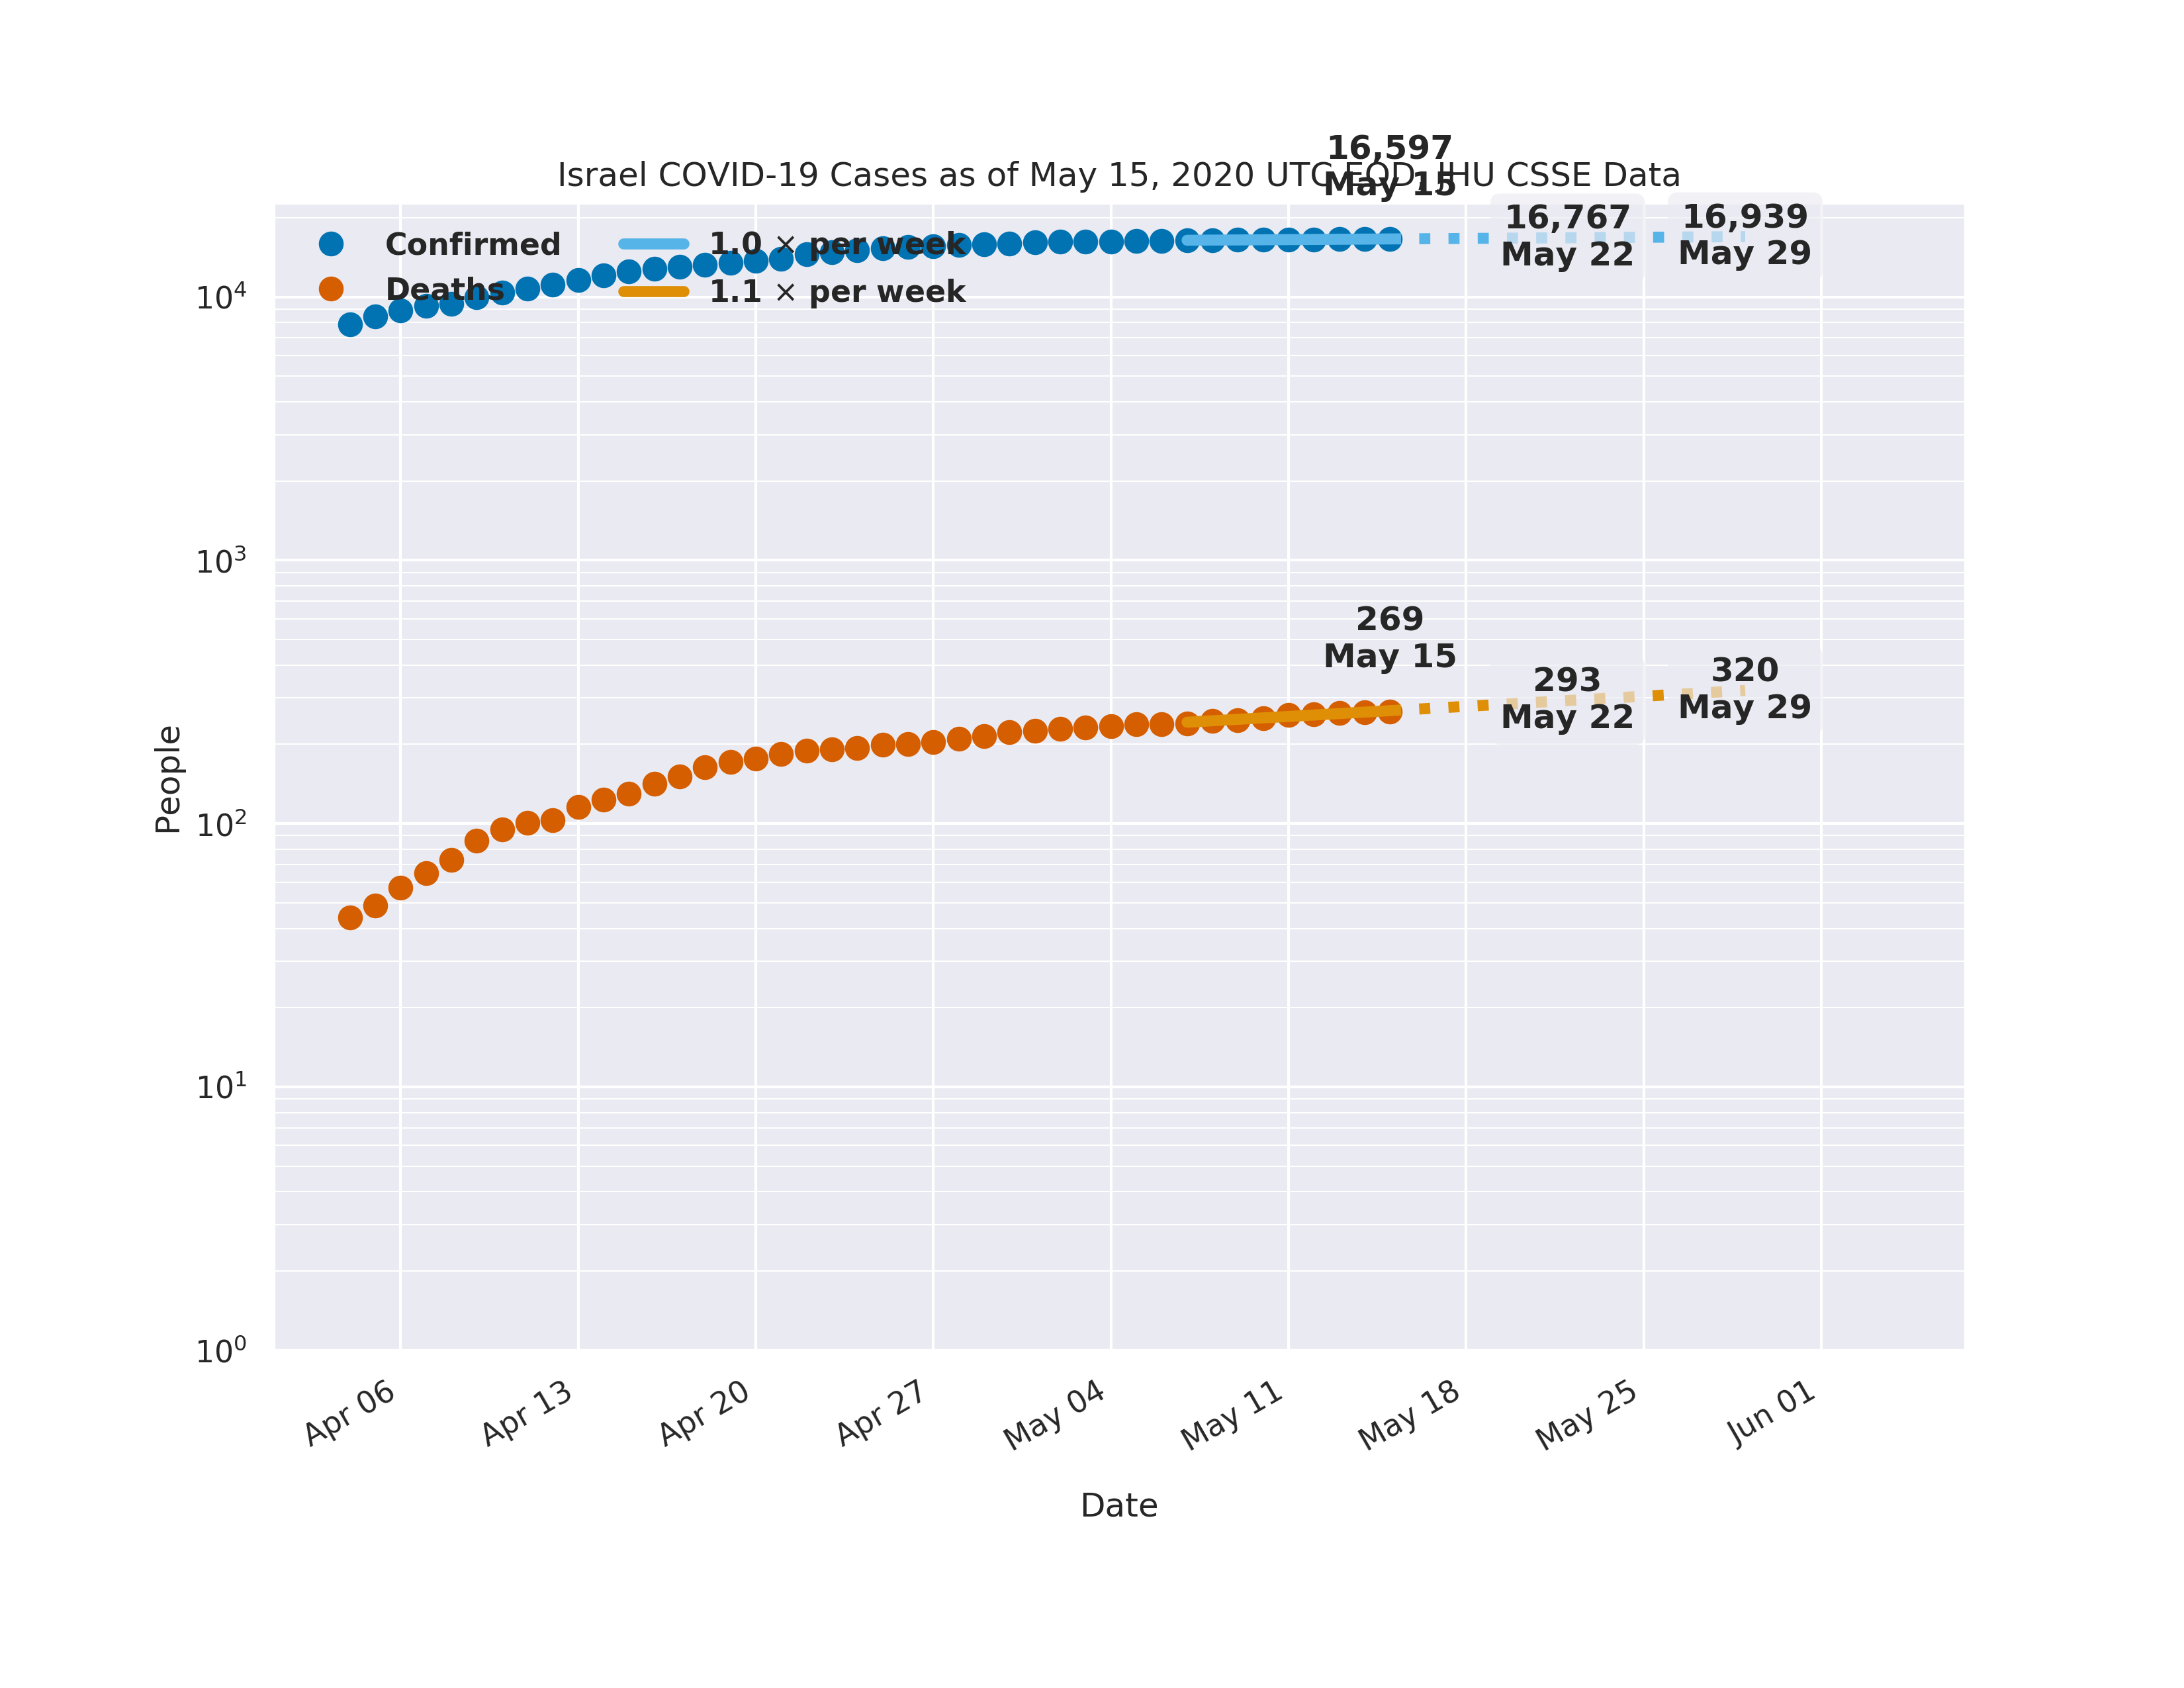 16,597
May 15
Israel COVID-19 Cases as of May 15, 2020 UTC EOD, JHU CSSE Data
16,767
May 22
16,939
May 29
Confirmed
Deaths
1.0 × per week
1.1 × per week
10⁴
10³
10²
10¹
10⁰
People
269
May 15
293
May 22
320
May 29
Apr 06
Apr 13
Apr 20
Apr 27
May 04
May 11
May 18
May 25
Jun 01
Date